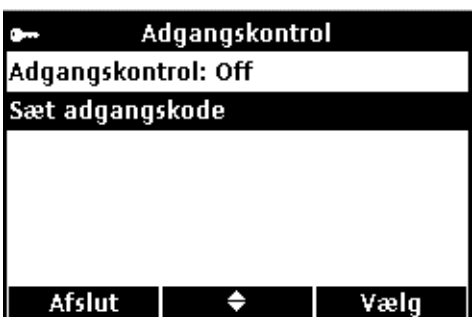 Adgangskontrol
Adgangskontrol: Off
Sæt adgangskode
Afslut Vælg